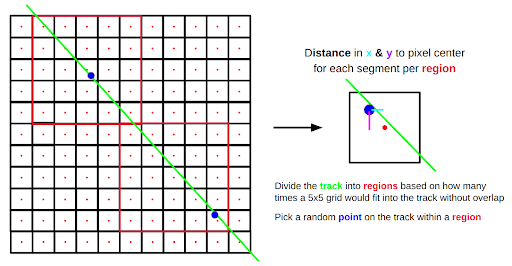 Distance in x & y to pixel center
for each segment per region
Divide the track into regions based on how many
times a 5x5 grid would fit into the track without overlap
Pick a random point on the track within a region